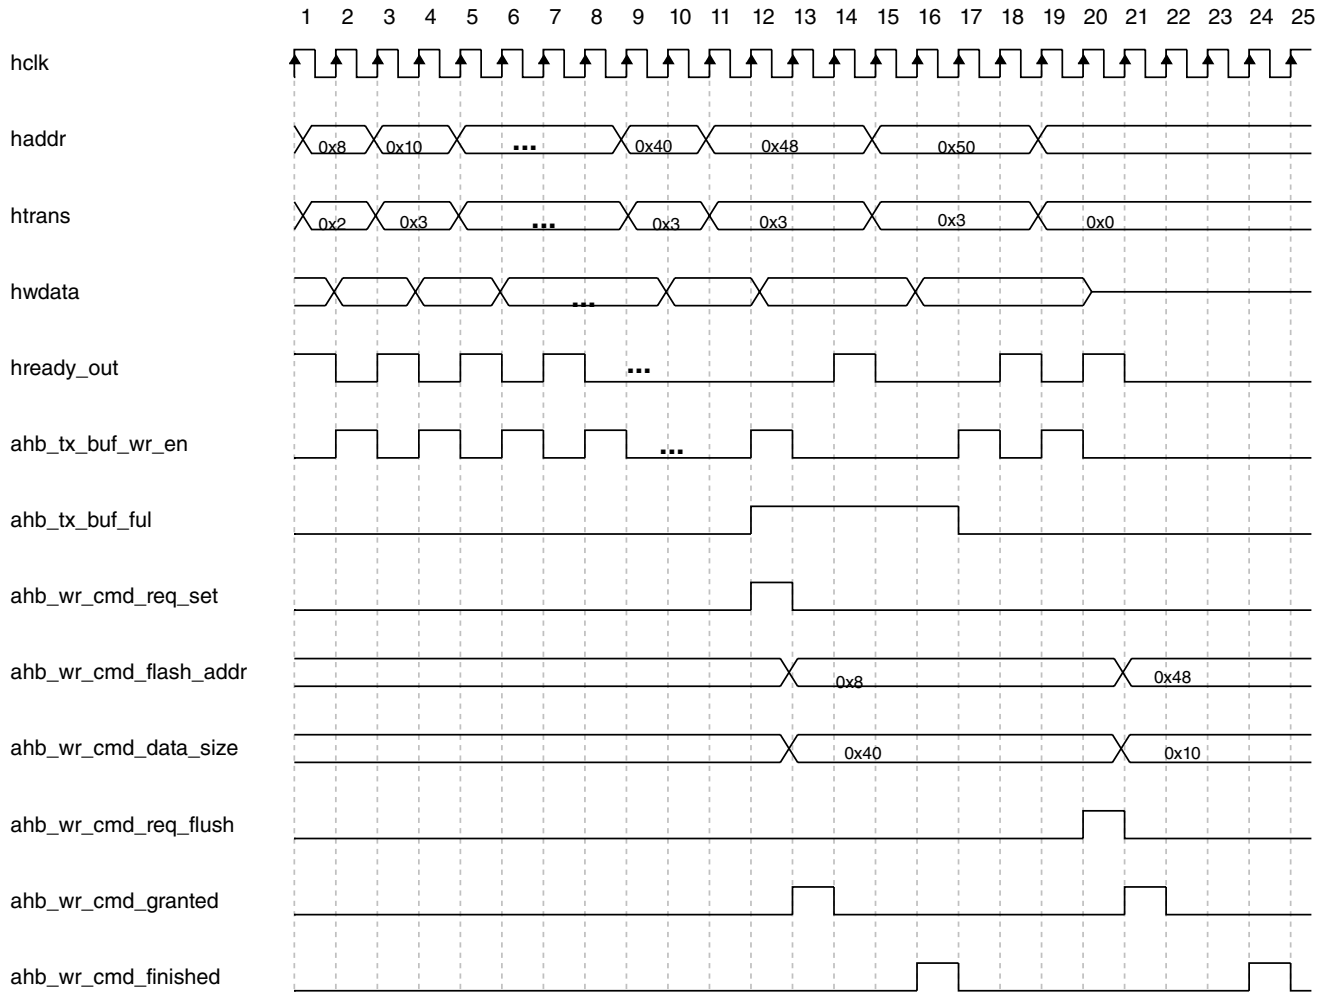 1 2 3 4 5 6 7 8 9 10 11 12 13 14 15 16 17 18 19 20 21 22 23 24 25
hclk
haddr 0x8 0x10 ... 0x40 0x48 0x50
htrans 0x2 0x3 ... 0x3 0x3 0x3 0x0
hwdata ...
hready_out ...
ahb_tx_buf_wr_en ...
ahb_tx_buf_ful
ahb_wr_cmd_req_set
ahb_wr_cmd_flash_addr 0x8 0x48
ahb_wr_cmd_data_size 0x40 0x10
ahb_wr_cmd_req_flush
ahb_wr_cmd_granted
ahb_wr_cmd_finished